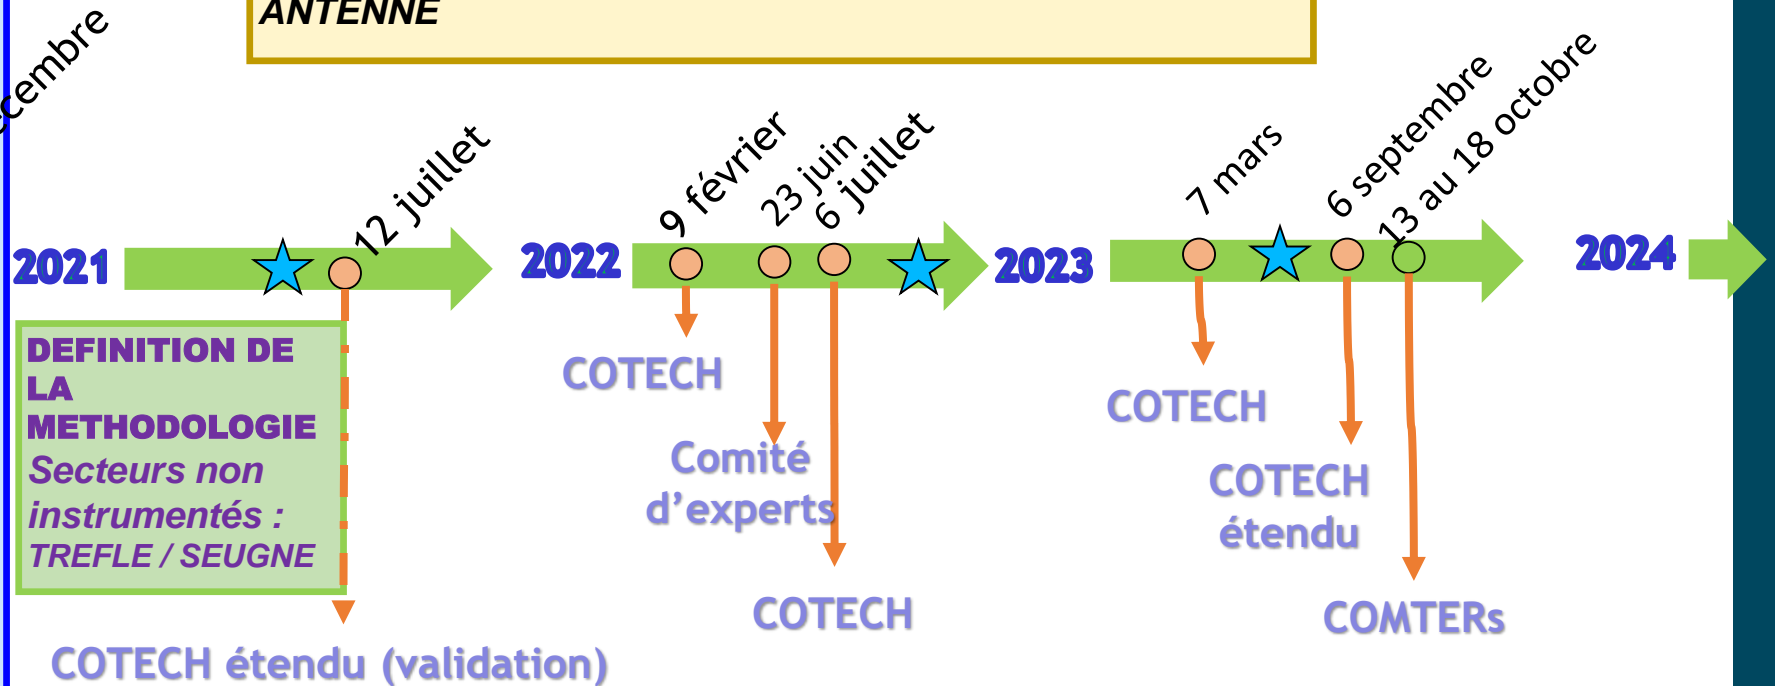 ANTENNE
12 juillet
9 février
23 juin
6 juillet
7 mars
6 septembre
13 au 18 octobre
2021
2022
2023
2024
DEFINITION DE
LA
METHODOLOGIE
Secteurs non
instrumentés :
TREFLE / SEUGNE
COTECH étendu (validation)
COTECH
Comité
d’experts
COTECH
COTECH
COTECH
étendu
COMTERs